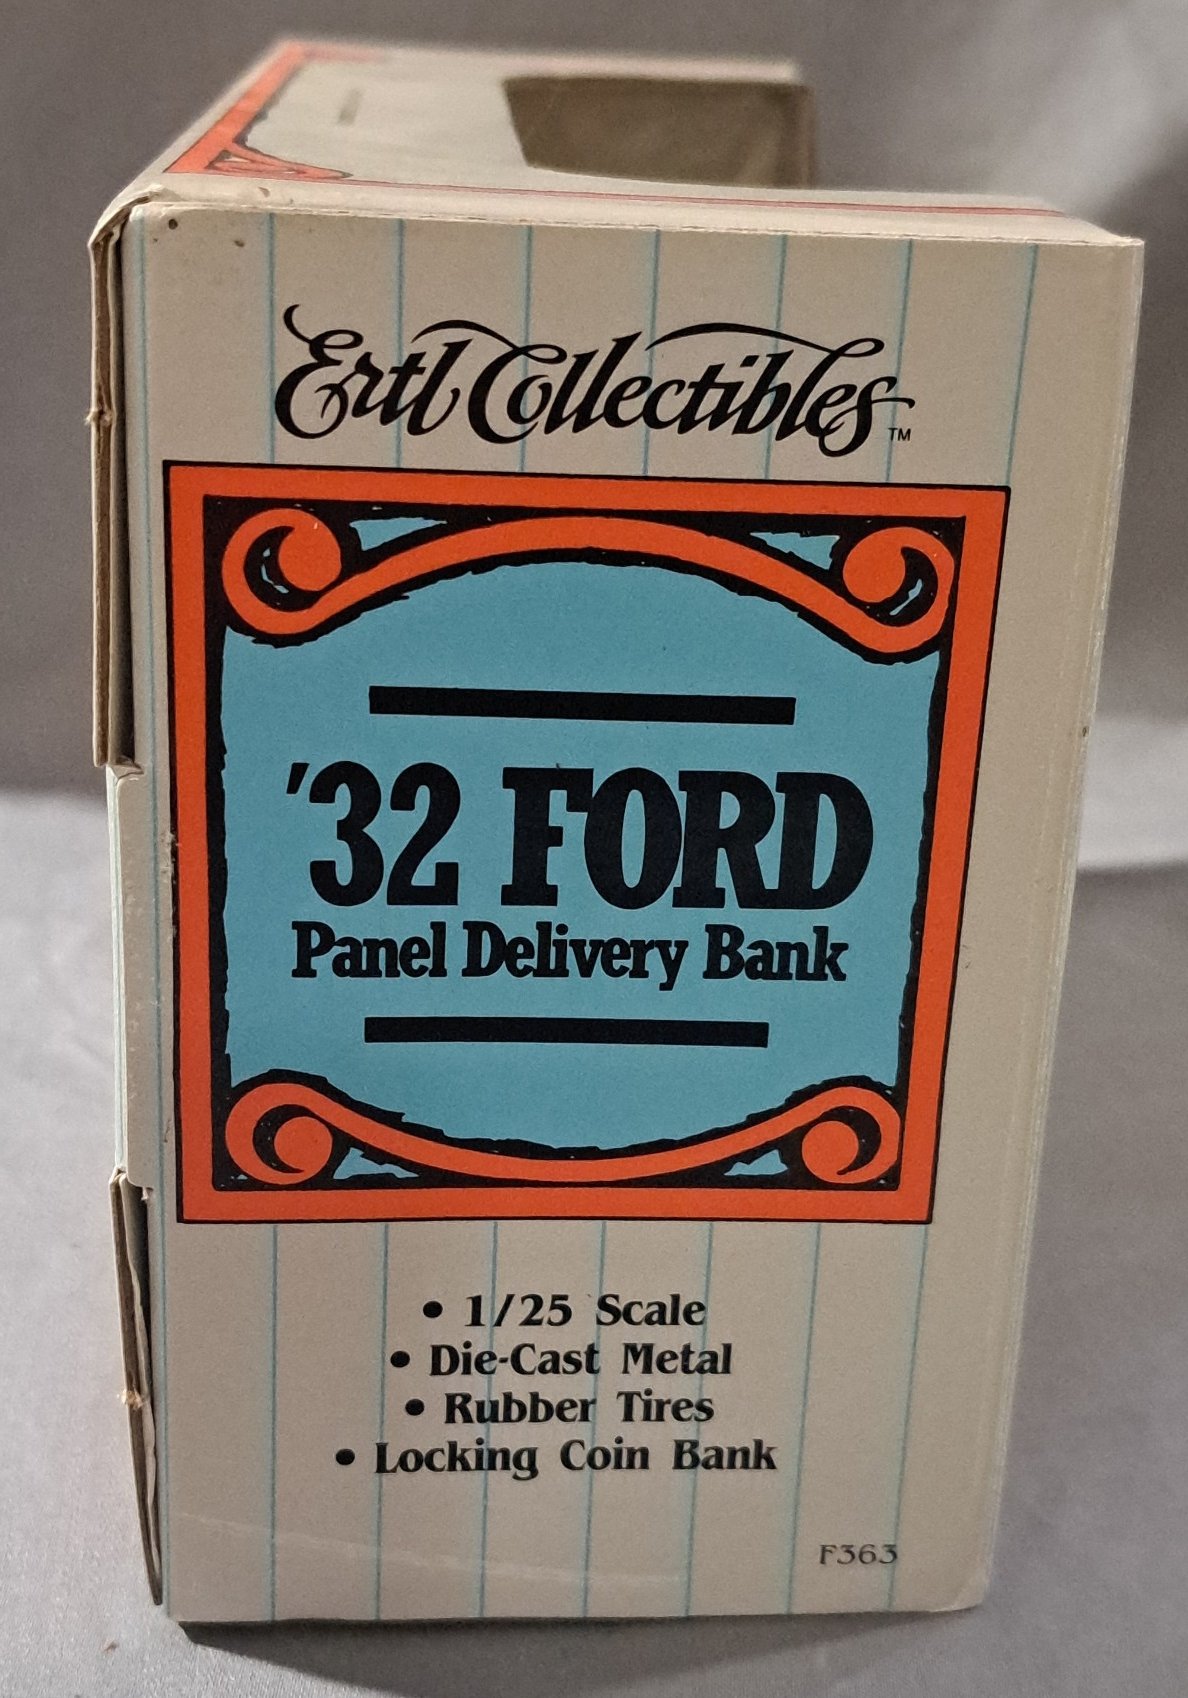 Ertl Collectibles™
'32 FORD
Panel Delivery Bank
• 1/25 Scale
• Die-Cast Metal
• Rubber Tires
• Locking Coin Bank
F363